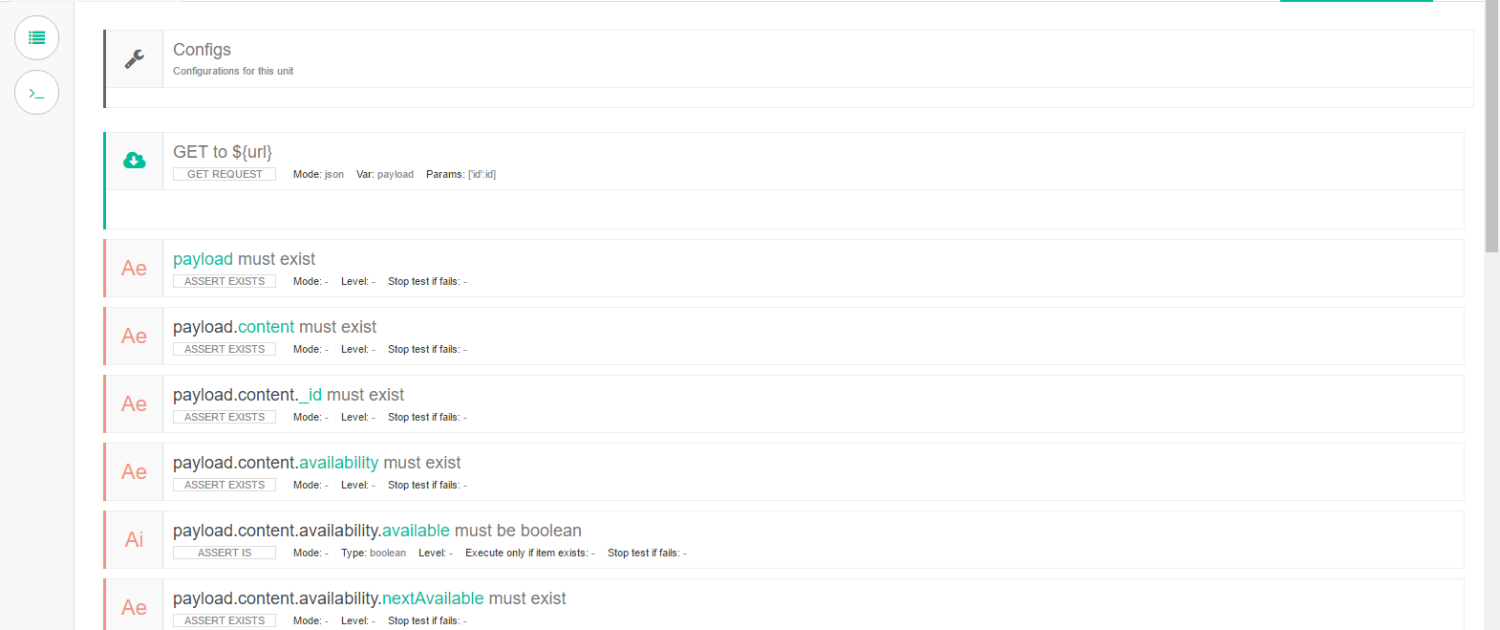 >_
Configs
Configurations for this unit
GET to ${url}
GET REQUEST Mode: json Var: payload Params: ['id':id]
Ae
payload must exist
ASSERT EXISTS Mode: - Level: - Stop test if fails: -
Ae
payload.content must exist
ASSERT EXISTS Mode: - Level: - Stop test if fails: -
Ae
payload.content._id must exist
ASSERT EXISTS Mode: - Level: - Stop test if fails: -
Ae
payload.content.availability must exist
ASSERT EXISTS Mode: - Level: - Stop test if fails: -
Ai
payload.content.availability.available must be boolean
ASSERT IS Mode: - Type: boolean Level: - Execute only if item exists: - Stop test if fails: -
Ae
payload.content.availability.nextAvailable must exist
ASSERT EXISTS Mode: - Level: - Stop test if fails: -